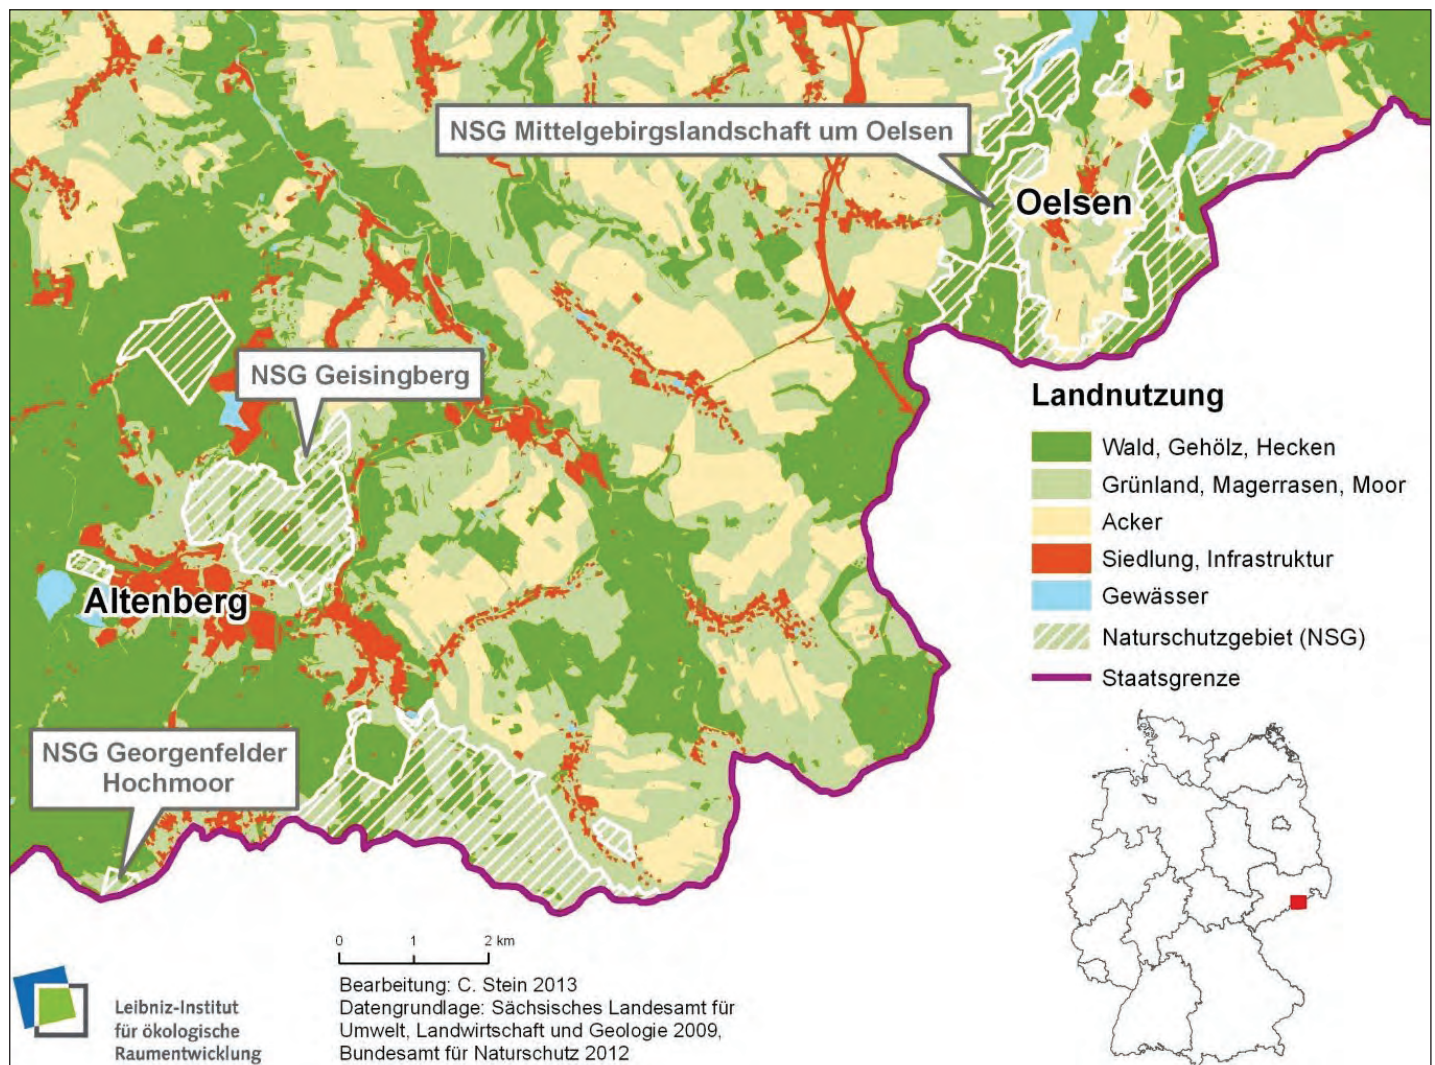 NSG Mittelgebirgslandschaft um Oelsen
Oelsen
NSG Geisingberg
Altenberg
NSG Georgenfelder
Hochmoor
Landnutzung
Wald, Gehölz, Hecken
Grünland, Magerrasen, Moor
Acker
Siedlung, Infrastruktur
Gewässer
Naturschutzgebiet (NSG)
Staatsgrenze
0 1 2 km
Bearbeitung: C. Stein 2013
Datengrundlage: Sächsisches Landesamt für
Umwelt, Landwirtschaft und Geologie 2009,
Bundesamt für Naturschutz 2012
Leibniz-Institut
für ökologische
Raumentwicklung